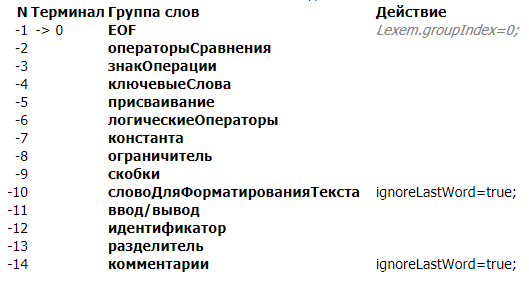 N Терминал Группа слов Действие
-1 -> 0 EOF Lexem.groupIndex=0;
-2 операторыСравнения
-3 знакОперации
-4 ключевыеСлова
-5 присваивание
-6 логическиеОператоры
-7 константа
-8 ограничитель
-9 скобки
-10 словоДляФорматированияТекста ignoreLastWord=true;
-11 ввод/вывод
-12 идентификатор
-13 разделитель
-14 комментарии ignoreLastWord=true;